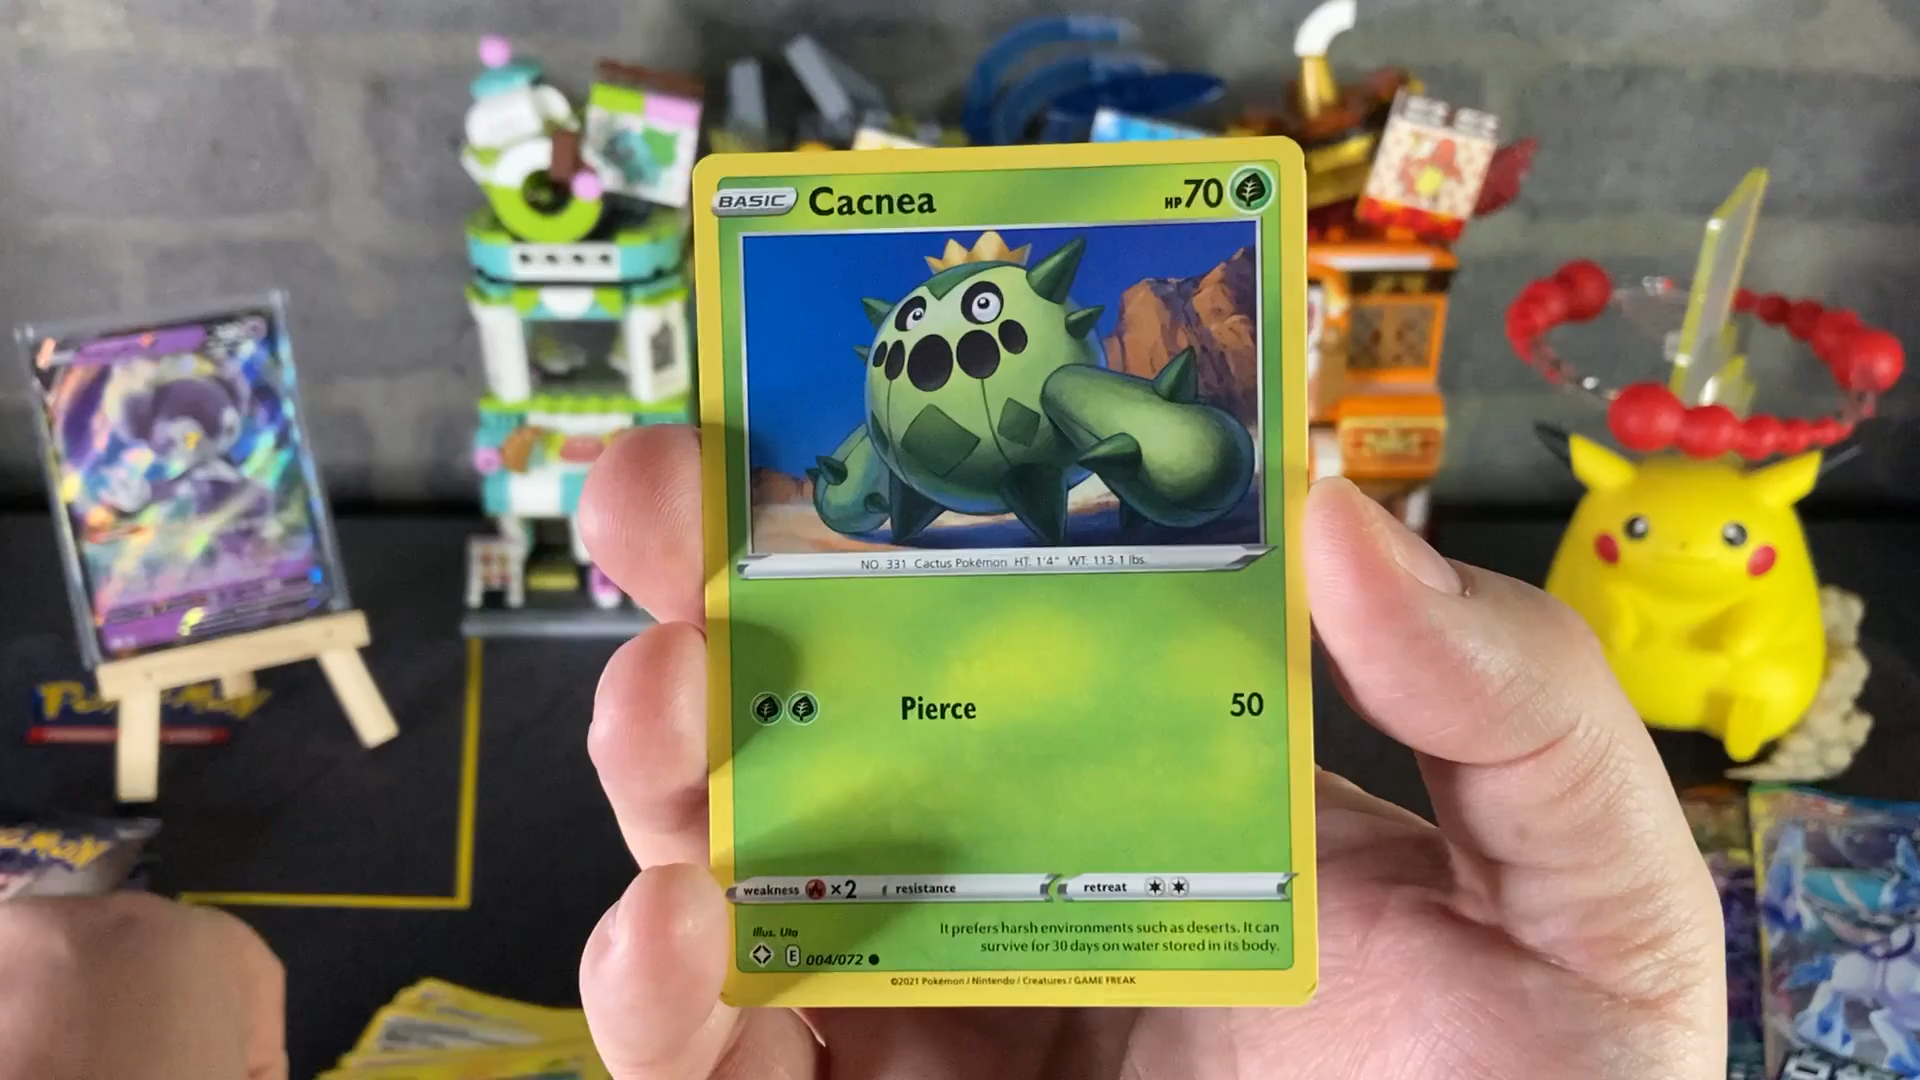 BASIC Cacnea HP 70
NO. 331 Cactus Pokémon HT: 1'4" WT: 113.1 lbs.
Pierce 50
weakness ×2 resistance retreat
Illus. Uta
It prefers harsh environments such as deserts. It can
survive for 30 days on water stored in its body.
E 004/072
©2021 Pokémon / Nintendo / Creatures / GAME FREAK